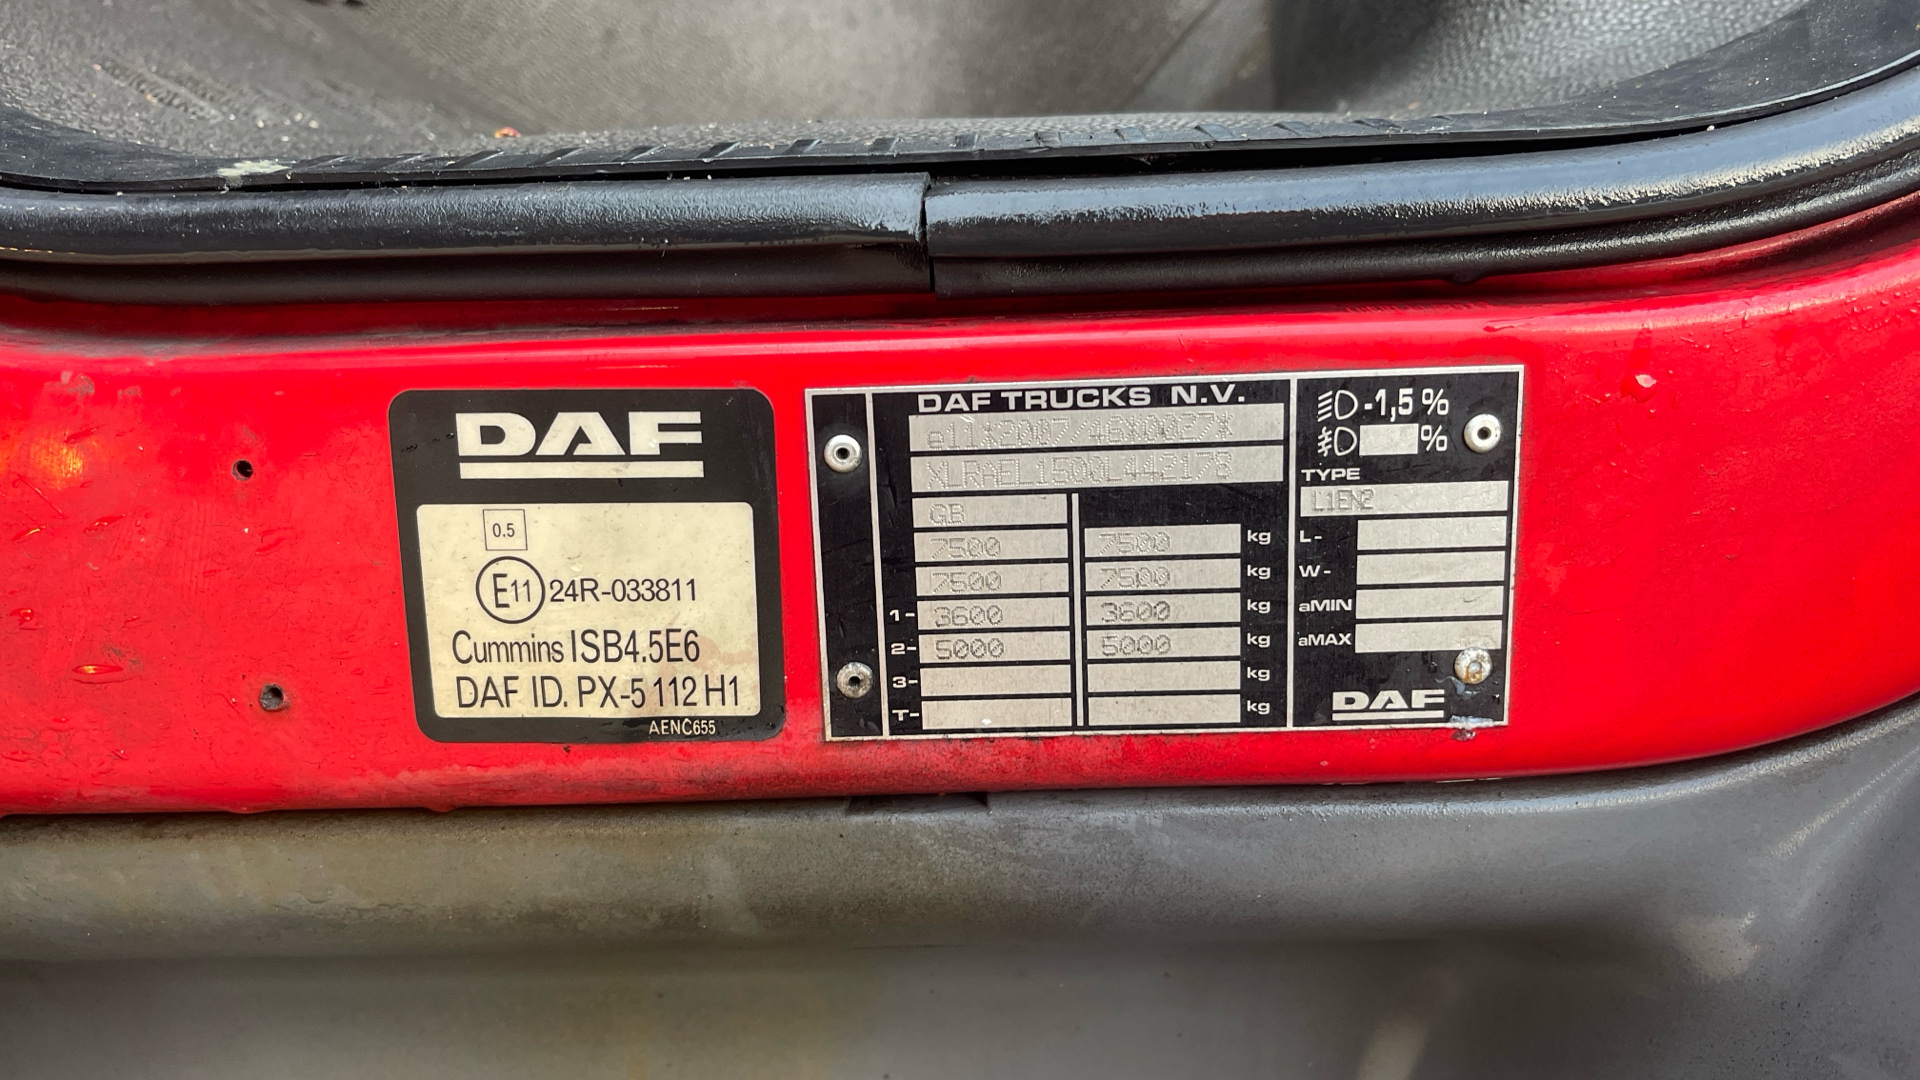 DAF
0.5
E11 24R-033811
Cummins ISB4.5E6
DAF ID. PX-5 112 H1
AENC655
DAF TRUCKS N.V.
e11*2007/46*0027*
XLRAEL1500L442178
GB
7500 7500 kg
7500 7500 kg
1- 3600 3600 kg
2- 5000 5000 kg
3- kg
T- kg
-1,5 %
%
TYPE
L1EN2
L-
W-
aMIN
aMAX
DAF